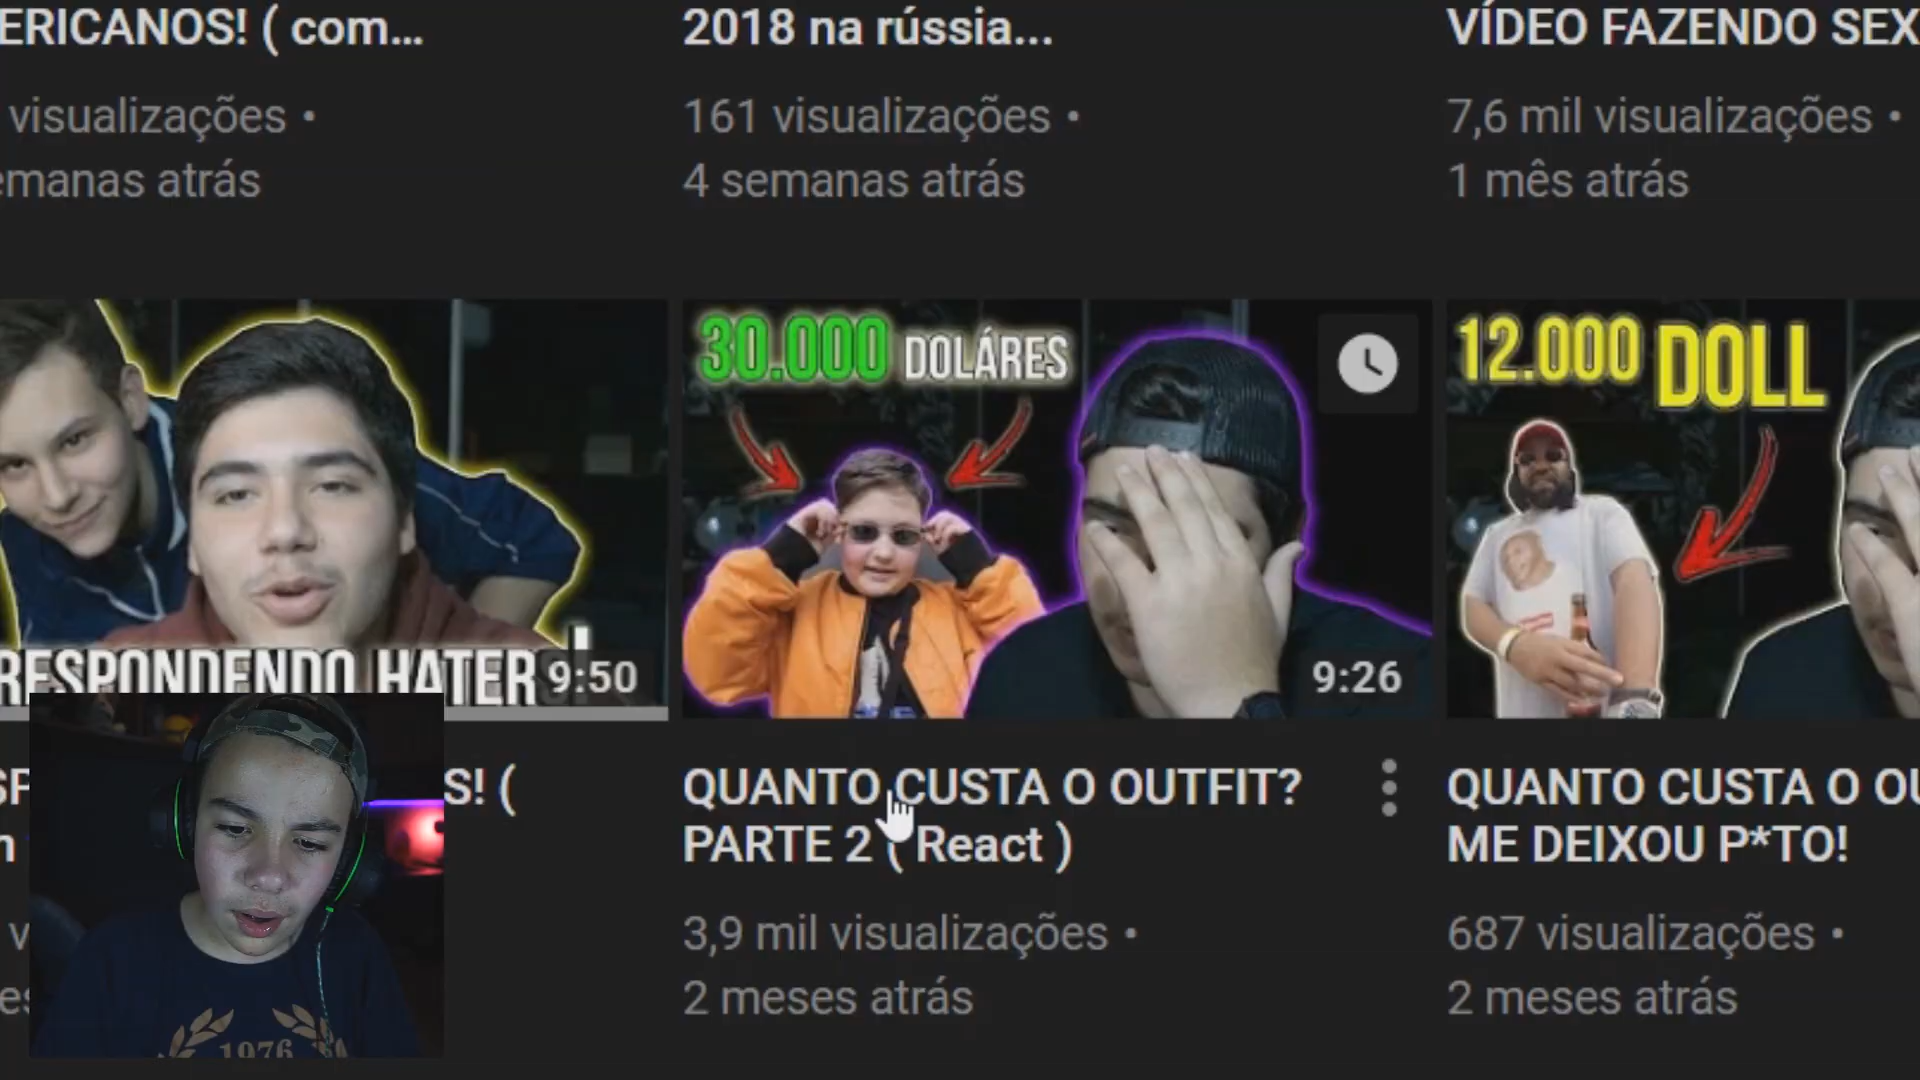 ERICANOS! ( com...
visualizações •
emanas atrás
2018 na rússia...
161 visualizações •
4 semanas atrás
VÍDEO FAZENDO SEX
7,6 mil visualizações •
1 mês atrás
RESPONDENDO HATER
9:50
S! (
30.000 DOLÁRES
9:26
QUANTO CUSTA O OUTFIT?
PARTE 2 ( React )
3,9 mil visualizações •
2 meses atrás
12.000 DOLL
QUANTO CUSTA O OU
ME DEIXOU P*TO!
687 visualizações •
2 meses atrás
1976